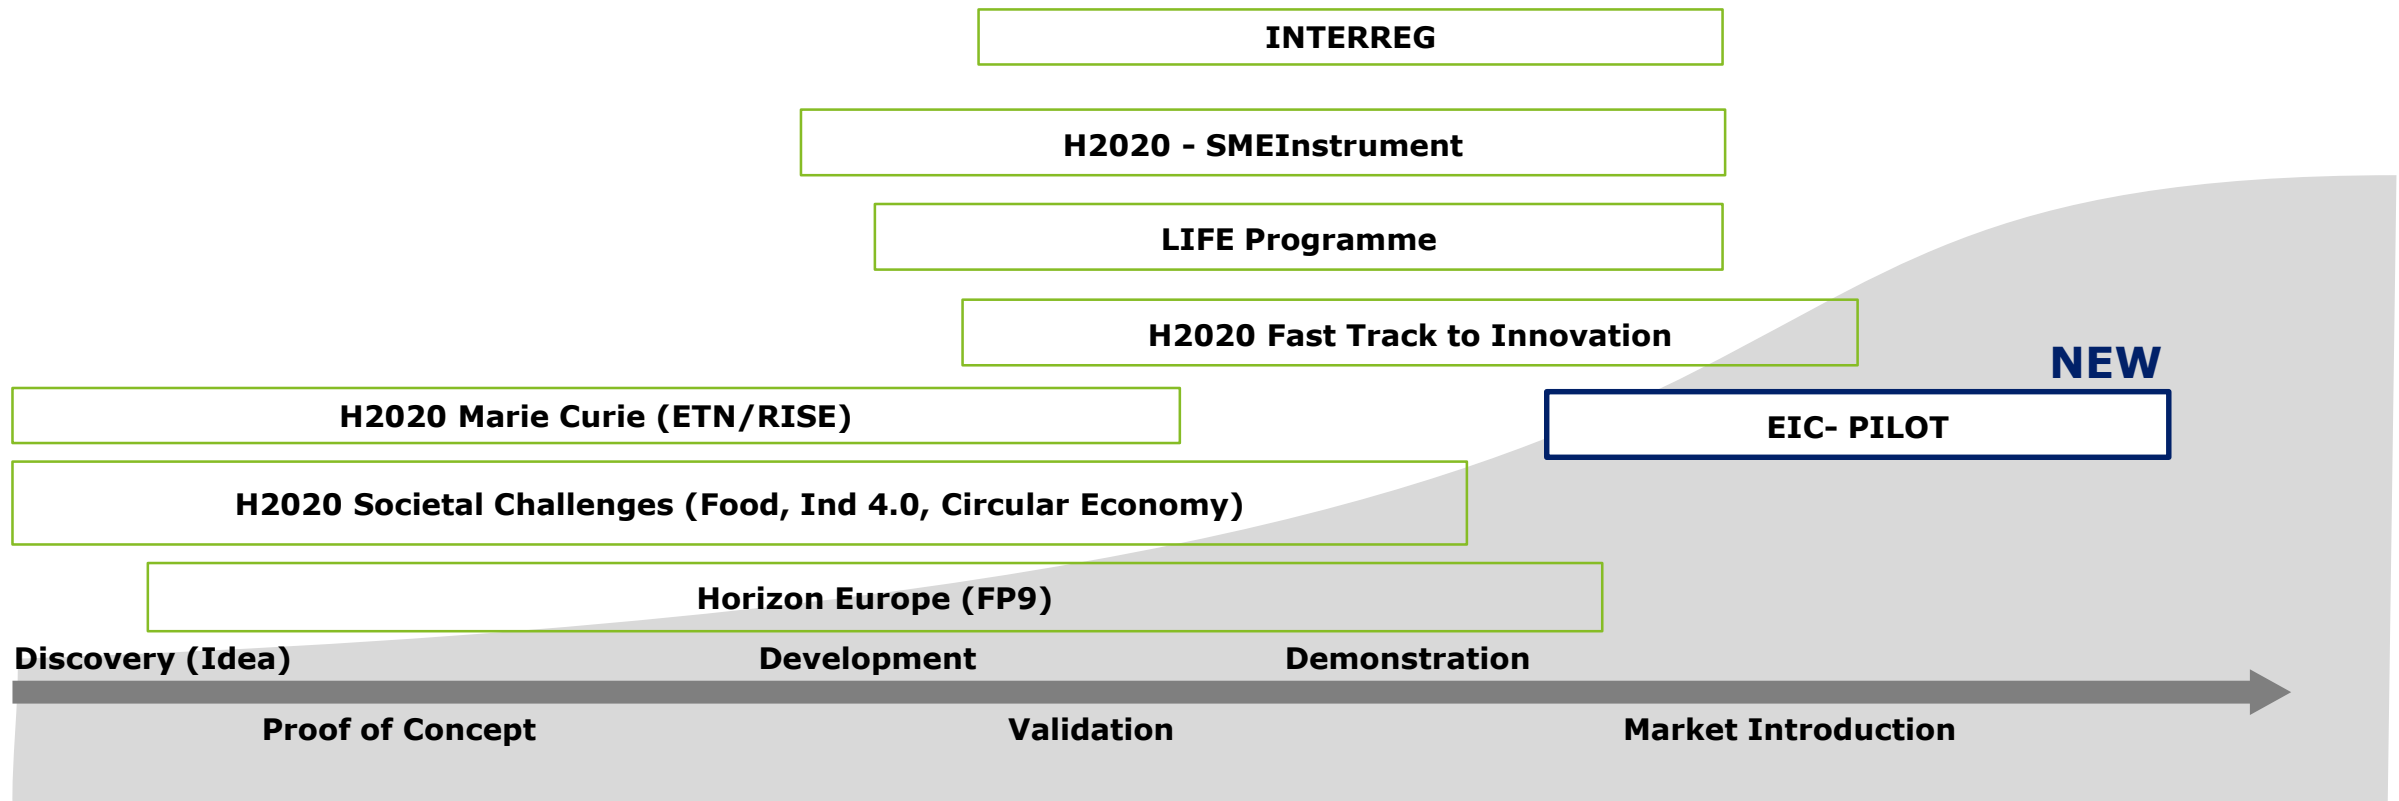 INTERREG
H2020 - SMEInstrument
LIFE Programme
H2020 Fast Track to Innovation
NEW
H2020 Marie Curie (ETN/RISE)
EIC- PILOT
H2020 Societal Challenges (Food, Ind 4.0, Circular Economy)
Horizon Europe (FP9)
Discovery (Idea)
Development
Demonstration
Proof of Concept
Validation
Market Introduction